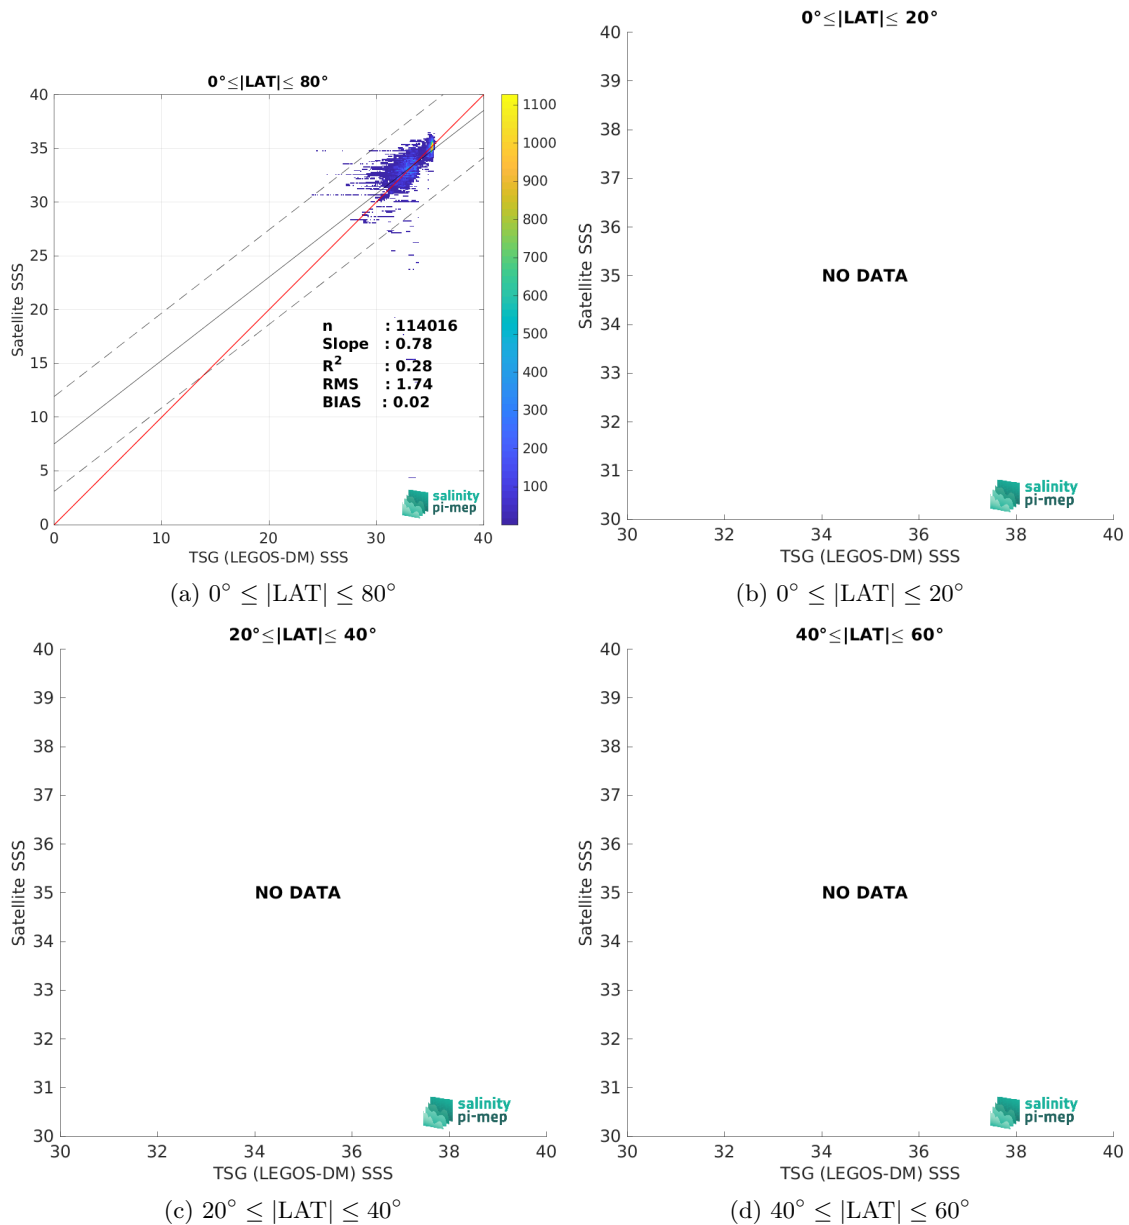 0°≤|LAT|≤ 80°
40
35
30
25
20
15
10
5
0
Satellite SSS
0
10
20
30
40
TSG (LEGOS-DM) SSS
n : 114016
Slope : 0.78
R² : 0.28
RMS : 1.74
BIAS : 0.02
salinity
pi-mep
1100
1000
900
800
700
600
500
400
300
200
100
(a) 0° ≤ |LAT| ≤ 80°
0°≤|LAT|≤ 20°
40
39
38
37
36
35
34
33
32
31
30
Satellite SSS
NO DATA
salinity
pi-mep
30
32
34
36
38
40
TSG (LEGOS-DM) SSS
(b) 0° ≤ |LAT| ≤ 20°
20°≤|LAT|≤ 40°
40
39
38
37
36
35
34
33
32
31
30
Satellite SSS
NO DATA
salinity
pi-mep
30
32
34
36
38
40
TSG (LEGOS-DM) SSS
(c) 20° ≤ |LAT| ≤ 40°
40°≤|LAT|≤ 60°
40
39
38
37
36
35
34
33
32
31
30
Satellite SSS
NO DATA
salinity
pi-mep
30
32
34
36
38
40
TSG (LEGOS-DM) SSS
(d) 40° ≤ |LAT| ≤ 60°